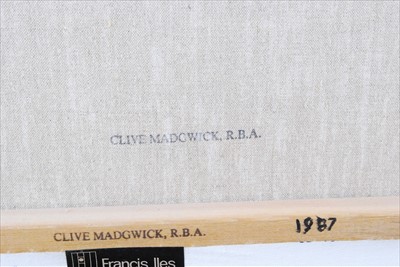 CLIVE MADGWICK, R.B.A.
CLIVE MADGWICK, R.B.A.
1987
Francis Iles